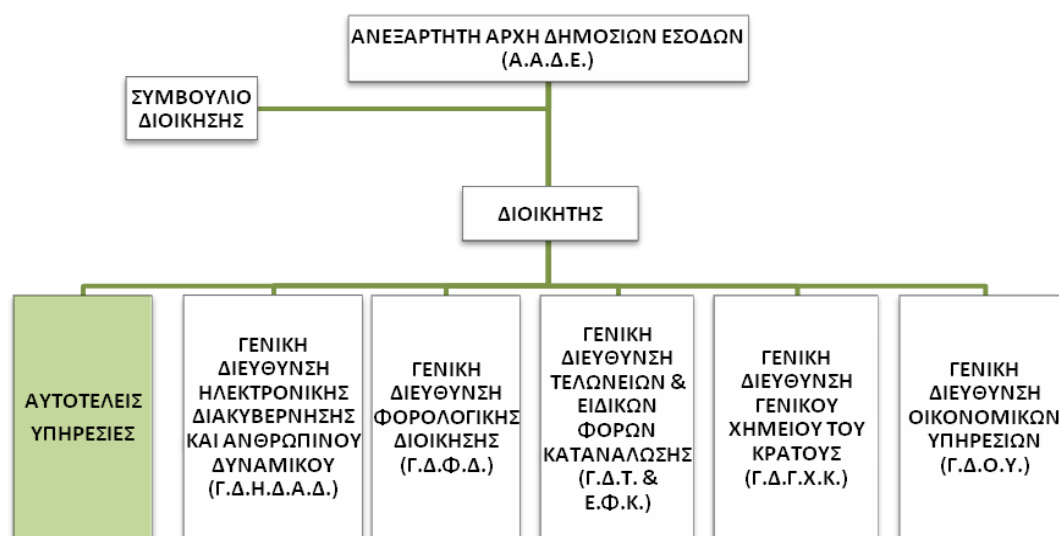 ΑΝΕΞΑΡΤΗΤΗ ΑΡΧΗ ΔΗΜΟΣΙΩΝ ΕΣΟΔΩΝ
(Α.Α.Δ.Ε.)
ΣΥΜΒΟΥΛΙΟ
ΔΙΟΙΚΗΣΗΣ
ΔΙΟΙΚΗΤΗΣ
ΑΥΤΟΤΕΛΕΙΣ
ΥΠΗΡΕΣΙΕΣ
ΓΕΝΙΚΗ
ΔΙΕΥΘΥΝΣΗ
ΗΛΕΚΤΡΟΝΙΚΗΣ
ΔΙΑΚΥΒΕΡΝΗΣΗΣ
ΚΑΙ ΑΝΘΡΩΠΙΝΟΥ
ΔΥΝΑΜΙΚΟΥ
(Γ.Δ.Η.Δ.Α.Δ.)
ΓΕΝΙΚΗ
ΔΙΕΥΘΥΝΣΗ
ΦΟΡΟΛΟΓΙΚΗΣ
ΔΙΟΙΚΗΣΗΣ
(Γ.Δ.Φ.Δ.)
ΓΕΝΙΚΗ
ΔΙΕΥΘΥΝΣΗ
ΤΕΛΩΝΕΙΩΝ &
ΕΙΔΙΚΩΝ
ΦΟΡΩΝ
ΚΑΤΑΝΑΛΩΣΗΣ
(Γ.Δ.Τ. &
Ε.Φ.Κ.)
ΓΕΝΙΚΗ
ΔΙΕΥΘΥΝΣΗ
ΓΕΝΙΚΟΥ
ΧΗΜΕΙΟΥ ΤΟΥ
ΚΡΑΤΟΥΣ
(Γ.Δ.Γ.Χ.Κ.)
ΓΕΝΙΚΗ
ΔΙΕΥΘΥΝΣΗ
ΟΙΚΟΝΟΜΙΚΩΝ
ΥΠΗΡΕΣΙΩΝ
(Γ.Δ.Ο.Υ.)